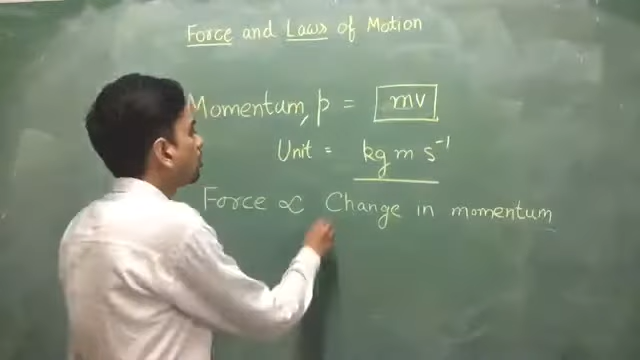 Force and Laws of Motion
Momentum, p = mv
Unit = kg m s⁻¹
Force ∝ Change in momentum